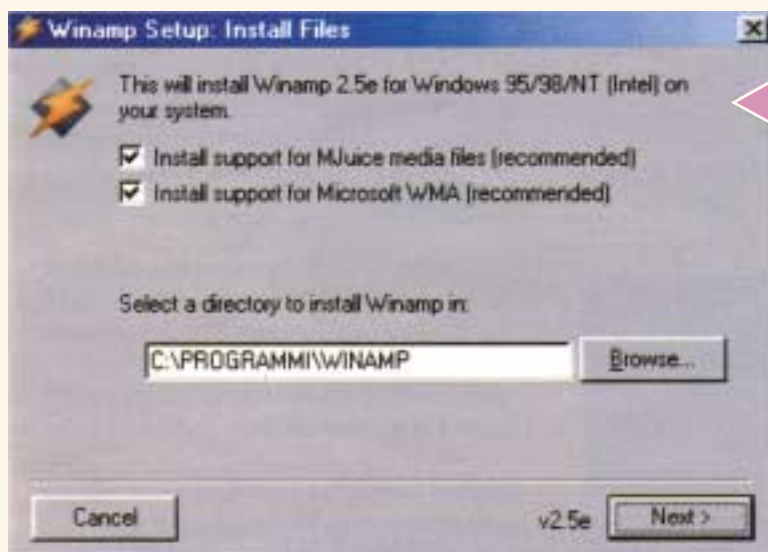 Winamp Setup: Install Files
This will install Winamp 2.5e for Windows 95/98/NT (Intel) on
your system.
Install support for MJuice media files (recommended)
Install support for Microsoft WMA (recommended)
Select a directory to install Winamp in:
C:\PROGRAMMI\WINAMP
Browse...
Cancel
v2.5e
Next >